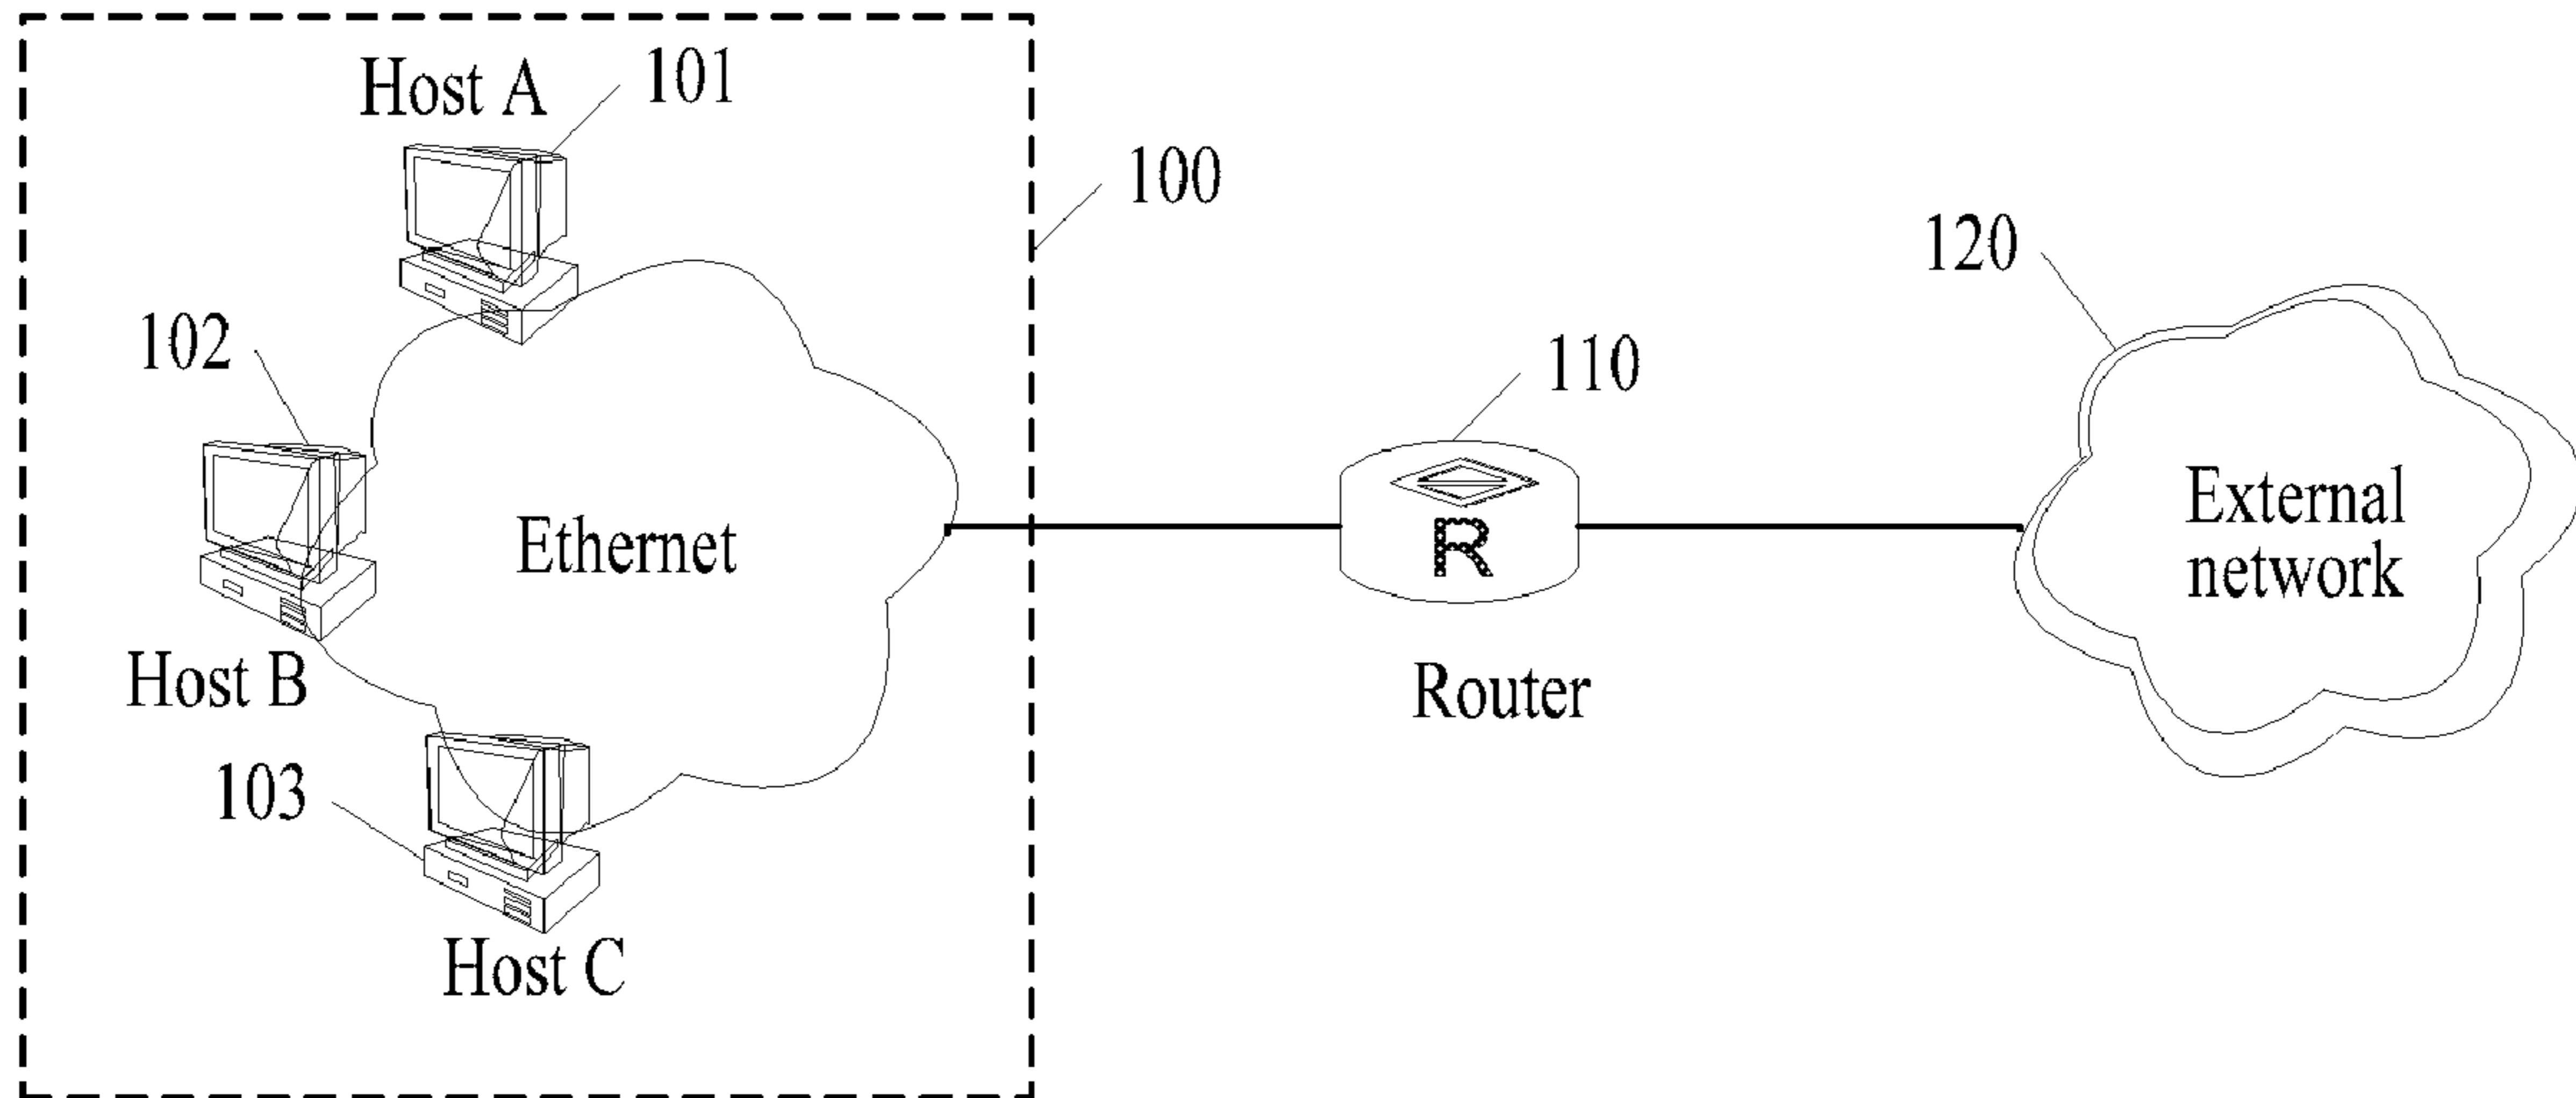 Host A
101
100
102
120
110
Ethernet
R
External
network
Host B
Router
103
Host C